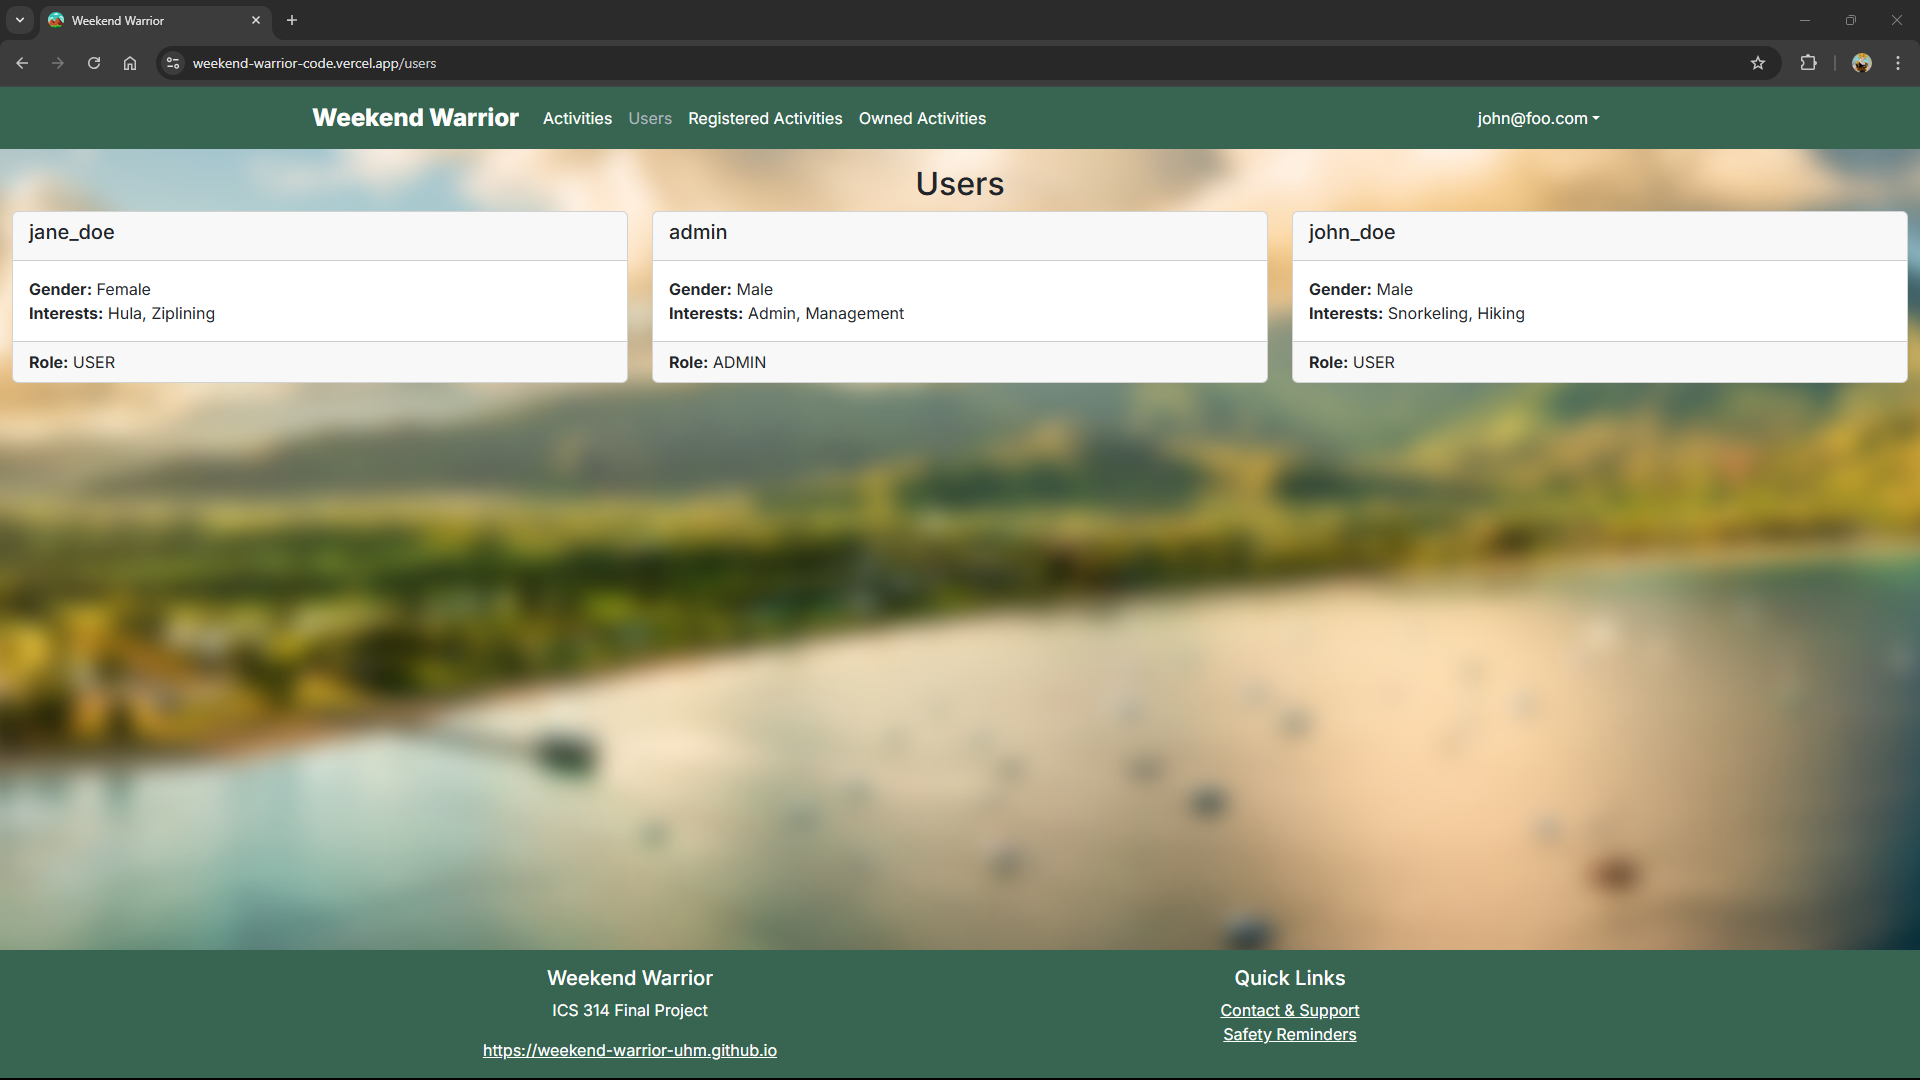 Weekend Warrior
weekend-warrior-code.vercel.app/users
Weekend Warrior Activities Users Registered Activities Owned Activities john@foo.com
Users
jane_doe
Gender: Female
Interests: Hula, Ziplining
Role: USER
admin
Gender: Male
Interests: Admin, Management
Role: ADMIN
john_doe
Gender: Male
Interests: Snorkeling, Hiking
Role: USER
Weekend Warrior
ICS 314 Final Project
https://weekend-warrior-uhm.github.io
Quick Links
Contact & Support
Safety Reminders